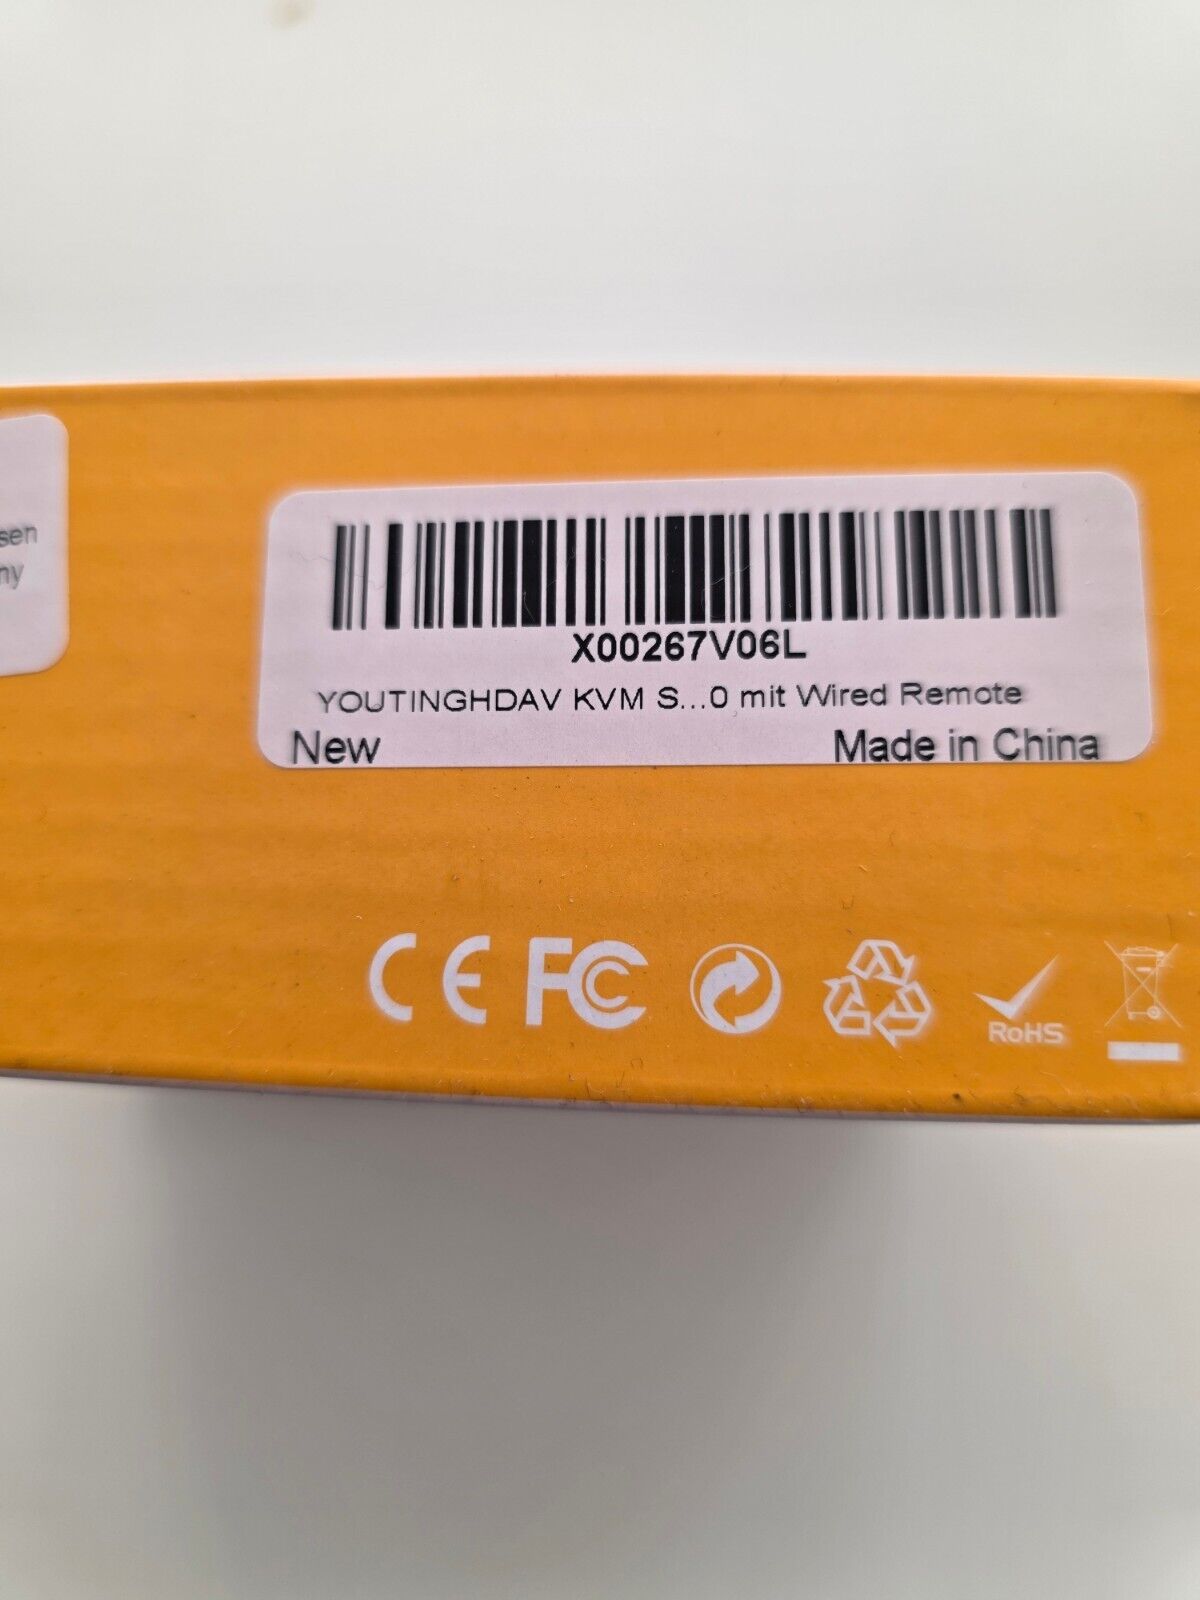 sen
ny
X00267V06L
YOUTINGHDAV KVM S...0 mit Wired Remote
New
Made in China
CE FC
RoHS